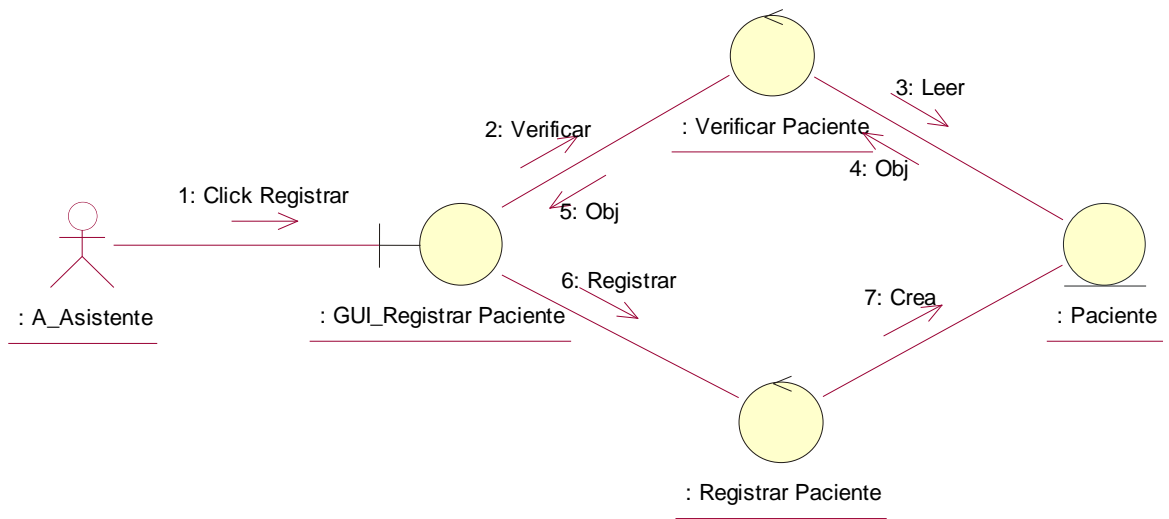 3: Leer
2: Verificar
: Verificar Paciente
4: Obj
1: Click Registrar
5: Obj
6: Registrar
7: Crea
: A_Asistente
: GUI_Registrar Paciente
: Paciente
: Registrar Paciente